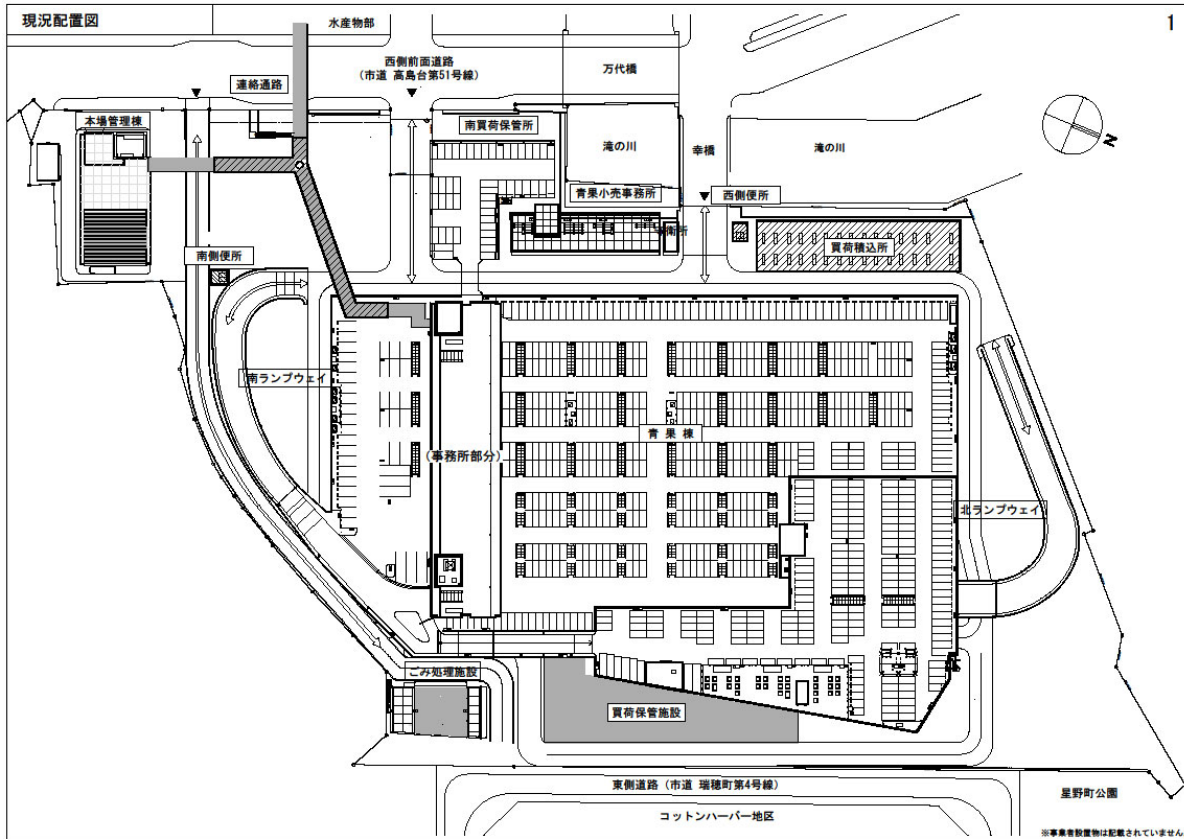 現況配置図
水産物部
1
西側前面道路
(市道 高島台第51号線)
万代橋
連絡通路
本場管理棟
南買荷保管所
滝の川
幸橋
滝の川
N
青果小売事務所
西側便所
守衛所
買荷積込所
南側便所
南ランプウェイ
青 果 棟
(事務所部分)
北ランプウェイ
ごみ処理施設
買荷保管施設
東側道路 (市道 瑞穂町第4号線)
星野町公園
コットンハーバー地区
※事業者設置物は記載されていません